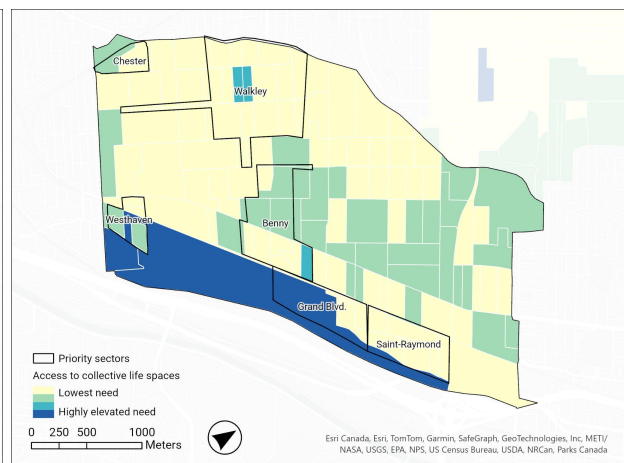 Chester
Walkley
Westhaven
Benny
Grand Blvd.
Saint-Raymond
Priority sectors
Access to collective life spaces
Lowest need
Highly elevated need
0 250 500 1000
Meters
Esri Canada, Esri, TomTom, Garmin, SafeGraph, GeoTechnologies, Inc, METI/
NASA, USGS, EPA, NPS, US Census Bureau, USDA, NRCan, Parks Canada